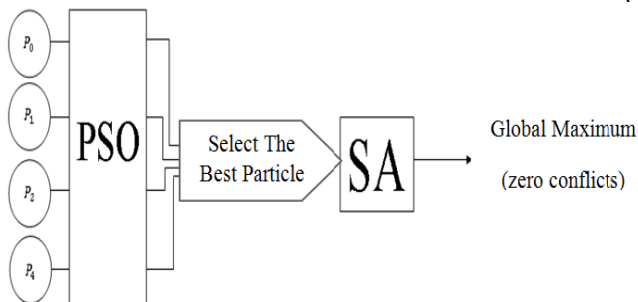 P0
P1
P2
P4
PSO
Select The
Best Particle
SA
Global Maximum
(zero conflicts)